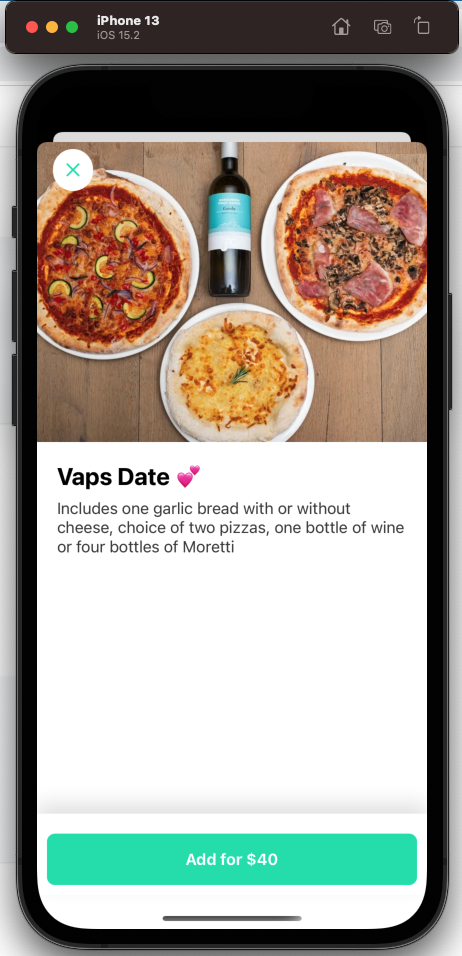 iPhone 13
iOS 15.2
Vaps Date 💕
Includes one garlic bread with or without
cheese, choice of two pizzas, one bottle of wine
or four bottles of Moretti
Add for $40